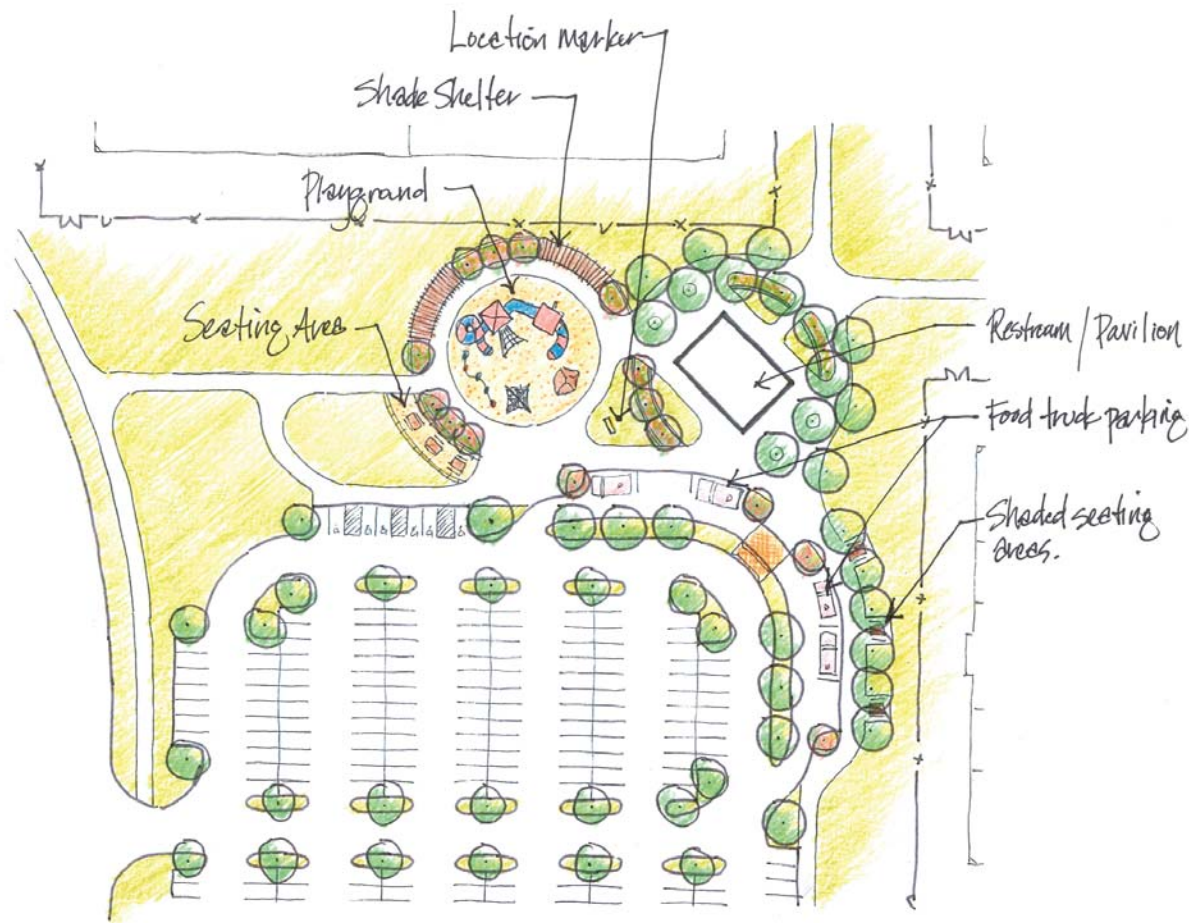 Location marker
Shade Shelter
Playground
Seating Area
Restroom / Pavilion
Food truck parking
Shaded seating
areas.